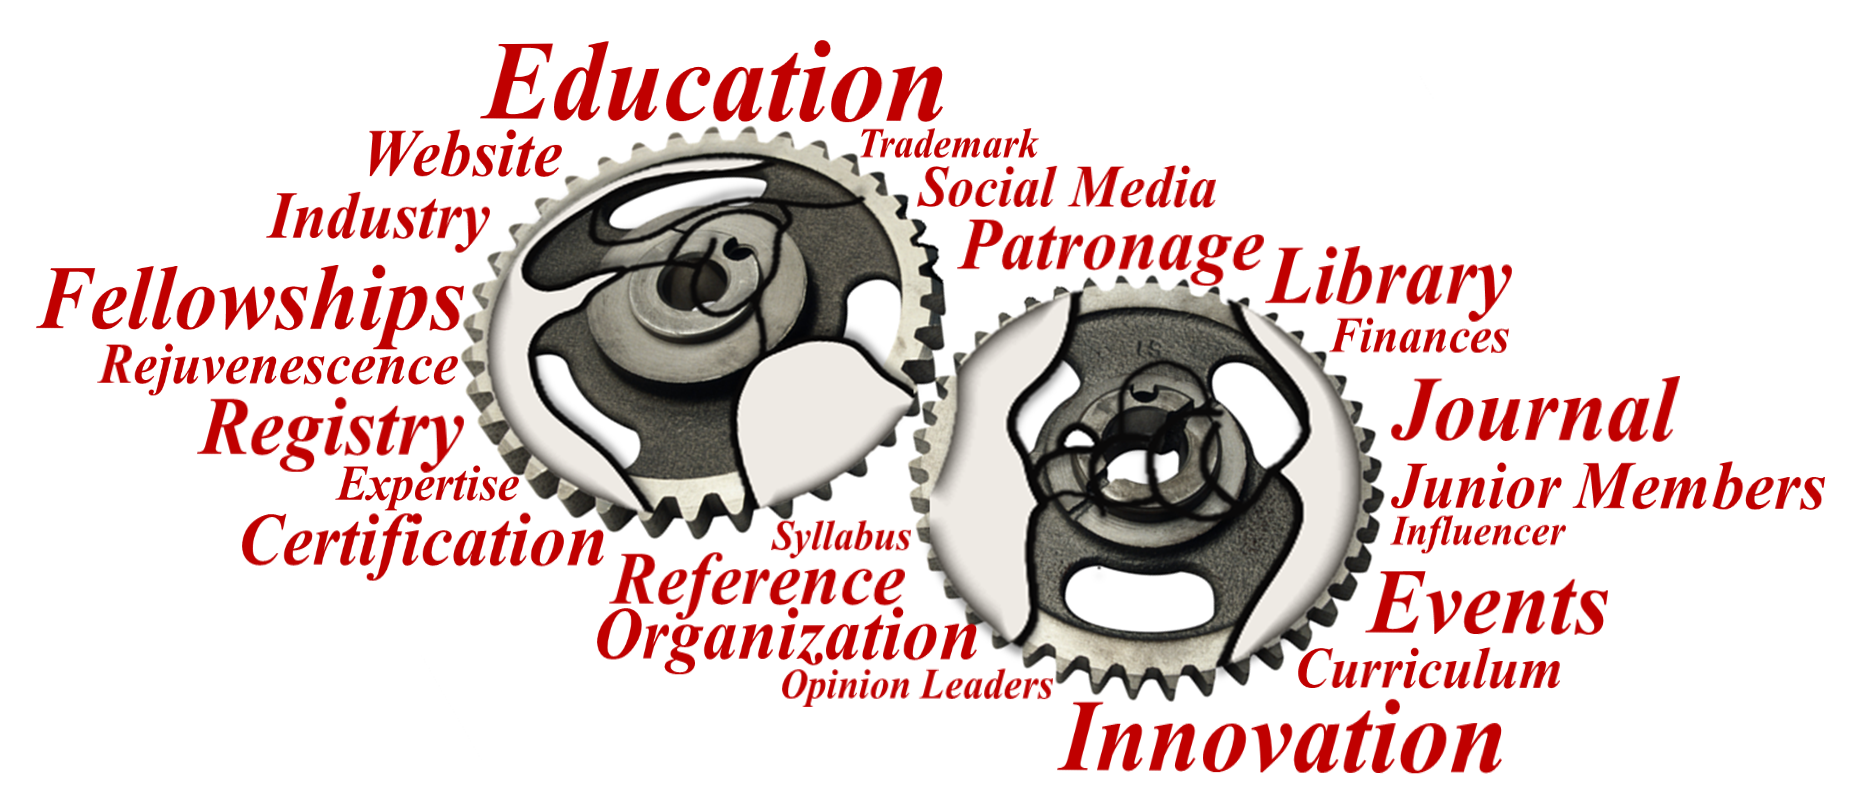 Education
Website
Trademark
Industry
Social Media
Patronage
Library
Fellowships
Finances
Rejuvenescence
Journal
Registry
Expertise
Junior Members
Certification
Syllabus
Influencer
Reference
Events
Organization
Curriculum
Opinion Leaders
Innovation